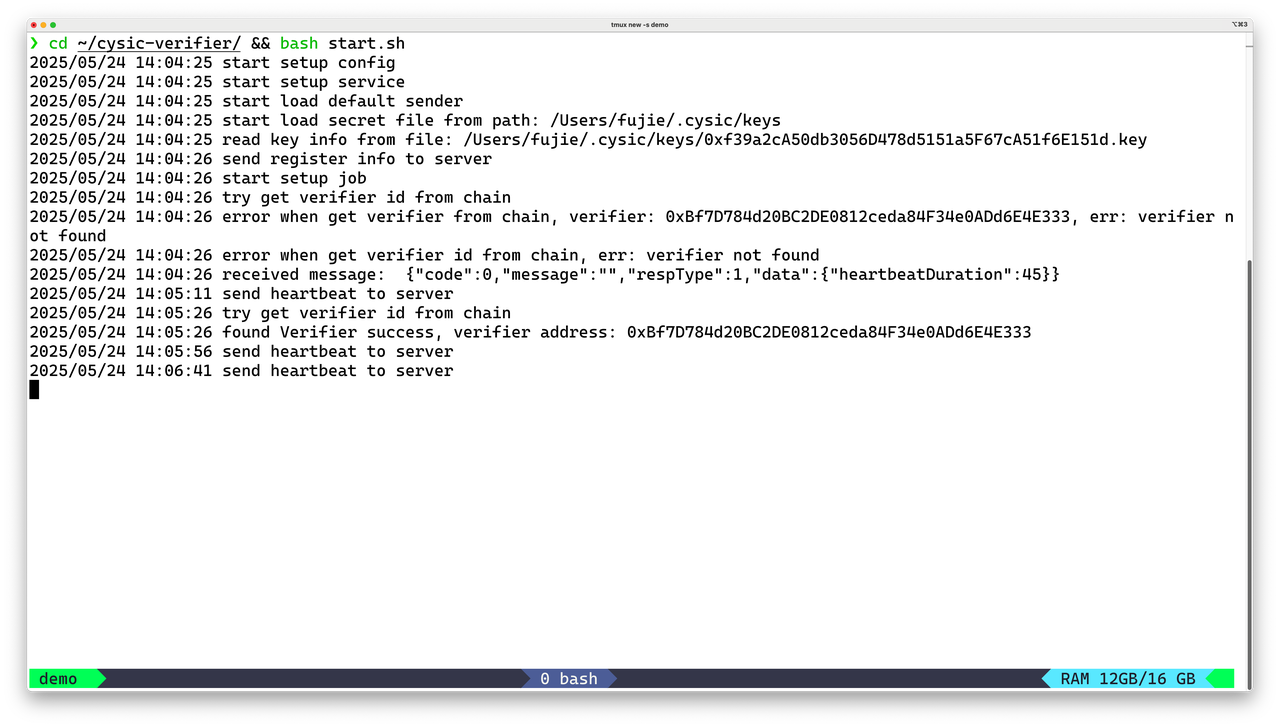 tmux new -s demo
⌥⌘3
❯ cd ~/cysic-verifier/ && bash start.sh
2025/05/24 14:04:25 start setup config
2025/05/24 14:04:25 start setup service
2025/05/24 14:04:25 start load default sender
2025/05/24 14:04:25 start load secret file from path: /Users/fujie/.cysic/keys
2025/05/24 14:04:25 read key info from file: /Users/fujie/.cysic/keys/0xf39a2cA50db3056D478d5151a5F67cA51f6E151d.key
2025/05/24 14:04:26 send register info to server
2025/05/24 14:04:26 start setup job
2025/05/24 14:04:26 try get verifier id from chain
2025/05/24 14:04:26 error when get verifier from chain, verifier: 0xBf7D784d20BC2DE0812ceda84F34e0ADd6E4E333, err: verifier n
ot found
2025/05/24 14:04:26 error when get verifier id from chain, err: verifier not found
2025/05/24 14:04:26 received message:  {"code":0,"message":"","respType":1,"data":{"heartbeatDuration":45}}
2025/05/24 14:05:11 send heartbeat to server
2025/05/24 14:05:26 try get verifier id from chain
2025/05/24 14:05:26 found Verifier success, verifier address: 0xBf7D784d20BC2DE0812ceda84F34e0ADd6E4E333
2025/05/24 14:05:56 send heartbeat to server
2025/05/24 14:06:41 send heartbeat to server
demo
0 bash
RAM 12GB/16 GB